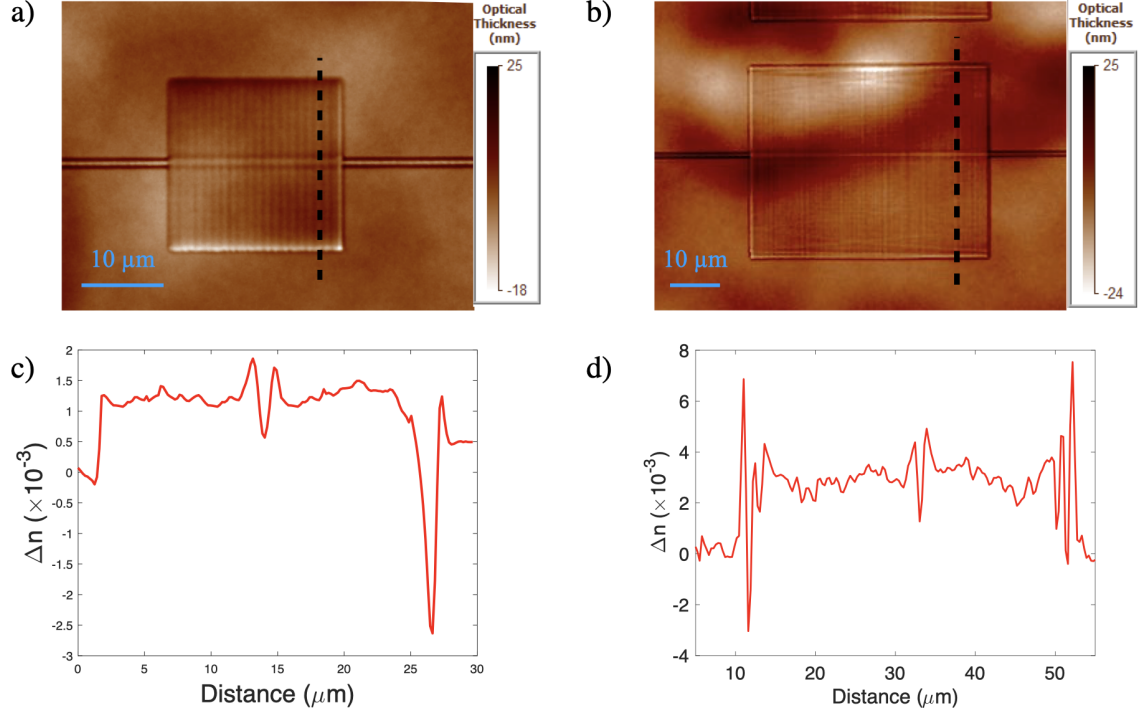 a)
Optical
Thickness
(nm)
25
-18
10 μm
b)
Optical
Thickness
(nm)
25
-24
10 μm
c)
2
1.5
1
0.5
0
-0.5
-1
-1.5
-2
-2.5
-3
0 5 10 15 20 25 30
Δn (×10⁻³)
Distance (μm)
d)
8
6
4
2
0
-2
-4
10 20 30 40 50
Δn (×10⁻³)
Distance (μm)